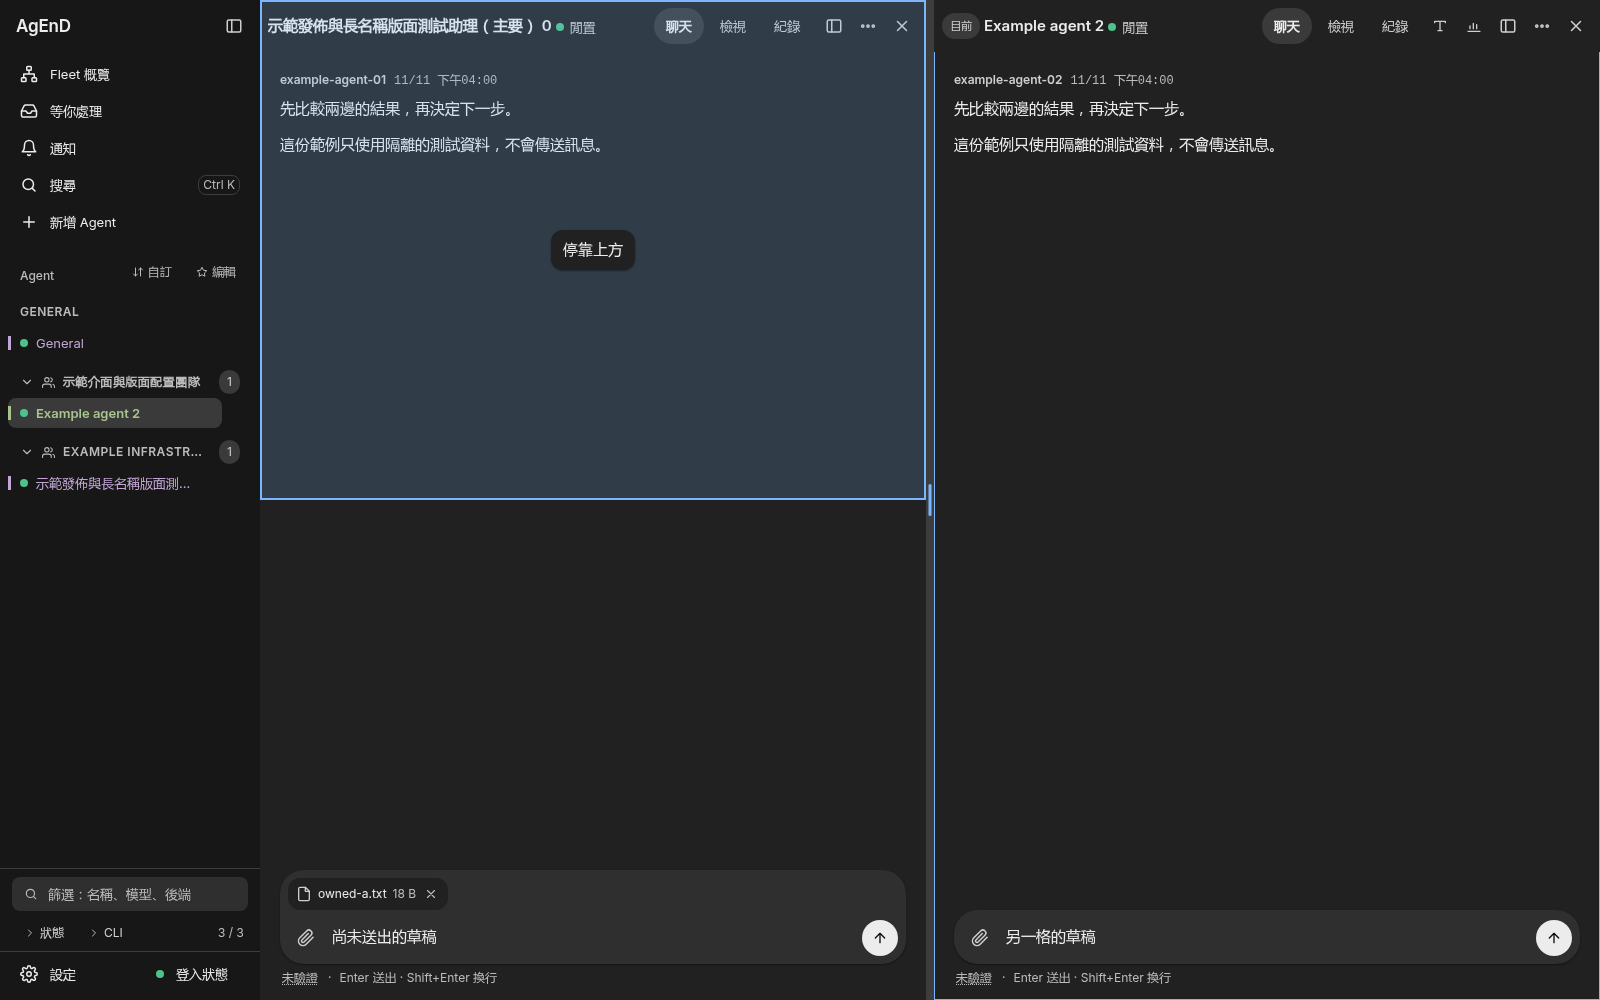 AgEnD
Fleet 概覽
等你處理
通知
搜尋
Ctrl K
新增 Agent
Agent
自訂
編輯
GENERAL
General
示範介面與版面配置團隊
1
Example agent 2
EXAMPLE INFRASTR...
1
示範發佈與長名稱版面測...
篩選：名稱、模型、後端
狀態
CLI
3 / 3
設定
登入狀態
示範發佈與長名稱版面測試助理（主要）0
閒置
聊天
檢視
紀錄
example-agent-01 11/11 下午04:00
先比較兩邊的結果，再決定下一步。
這份範例只使用隔離的測試資料，不會傳送訊息。
停靠上方
owned-a.txt 18 B
尚未送出的草稿
未驗證 · Enter 送出 · Shift+Enter 換行
目前
Example agent 2
閒置
聊天
檢視
紀錄
example-agent-02 11/11 下午04:00
先比較兩邊的結果，再決定下一步。
這份範例只使用隔離的測試資料，不會傳送訊息。
另一格的草稿
未驗證 · Enter 送出 · Shift+Enter 換行